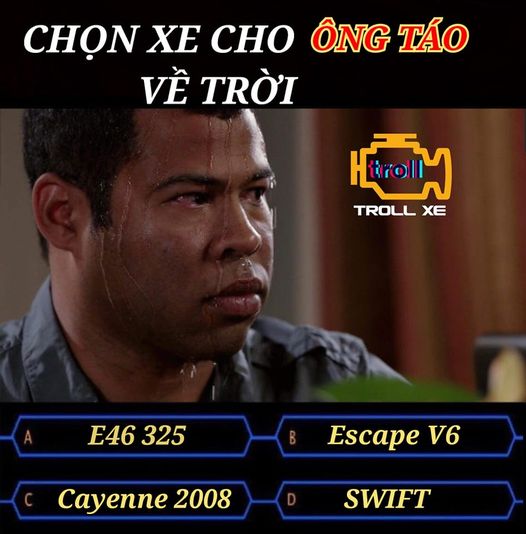 CHỌN XE CHO ÔNG TÁO
VỀ TRỜI
troll
TROLL XE
A E46 325
B Escape V6
C Cayenne 2008
D SWIFT